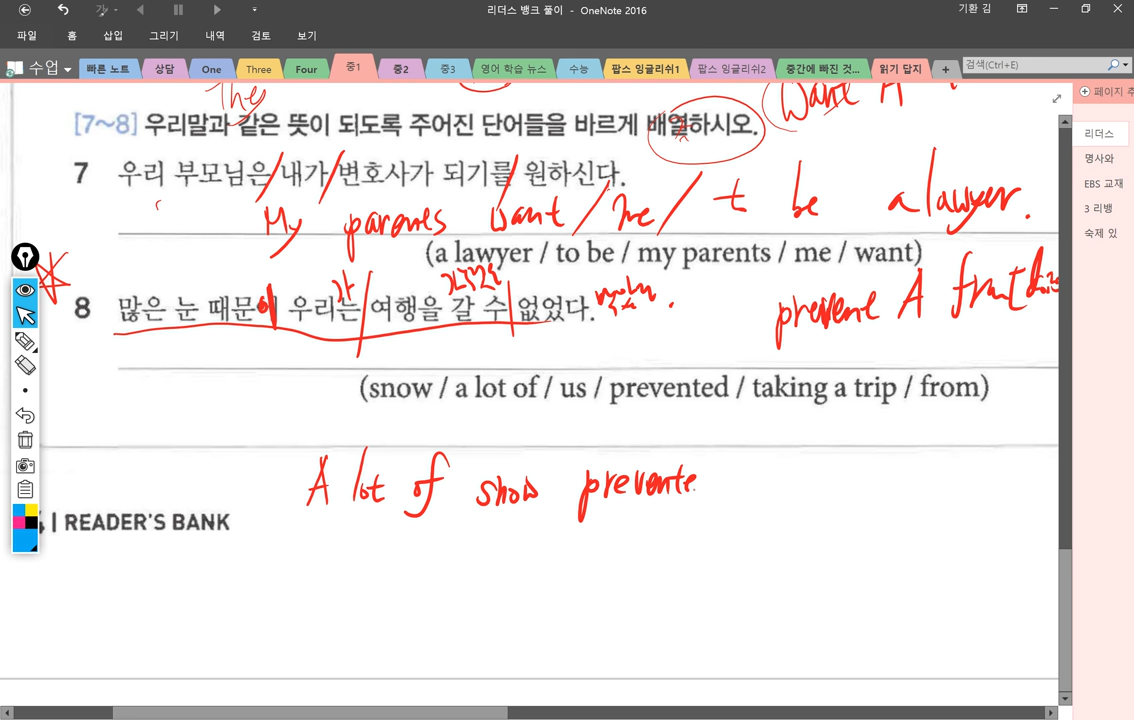 리더스 뱅크 풀이 - OneNote 2016
기환 김
파일 홈 삽입 그리기 내역 검토 보기
수업 빠른 노트 상담 One Three Four 중1 중2 중3 영어 학습 뉴스 수능 팝스 잉글리쉬1 팝스 잉글리쉬2 중간에 빠진 것... 읽기 답지 + 검색(Ctrl+E)
페이지 추
The
Want A
[7~8] 우리말과 같은 뜻이 되도록 주어진 단어들을 바르게 배열하시오.
리더스
명사와
EBS 교재
3 리뱅
숙제 있
7 우리 부모님은 내가 변호사가 되기를 원하신다.
My parents want / me / t be a lawyer.
(a lawyer / to be / my parents / me / want)
prevent A from
8 많은 눈 때문에 우리는 여행을 갈 수 없었다.
(snow / a lot of / us / prevented / taking a trip / from)
A lot of snow prevente
| READER'S BANK